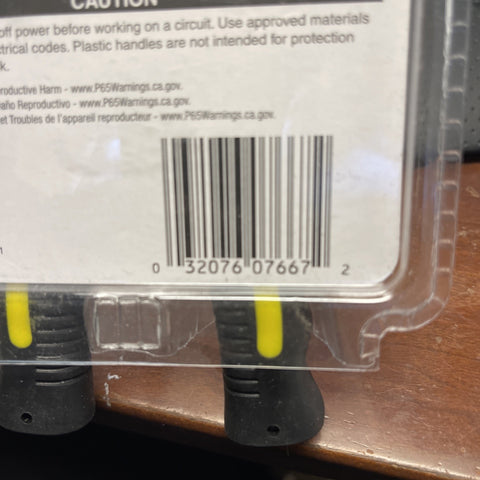 CAUTION
off power before working on a circuit. Use approved materials
trical codes. Plastic handles are not intended for protection
k.
roductive Harm - www.P65Warnings.ca.gov.
año Reproductivo - www.P65Warnings.ca.gov.
et Troubles de l'appareil reproducteur - www.P65Warnings.ca.gov.
0 32076 07667 2